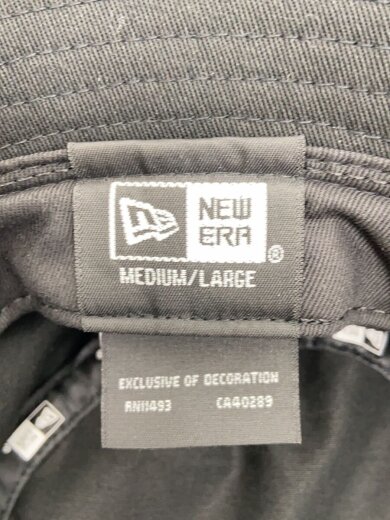 NEW
ERA
®
MEDIUM/LARGE
EXCLUSIVE OF DECORATION
RN11493 CA40289